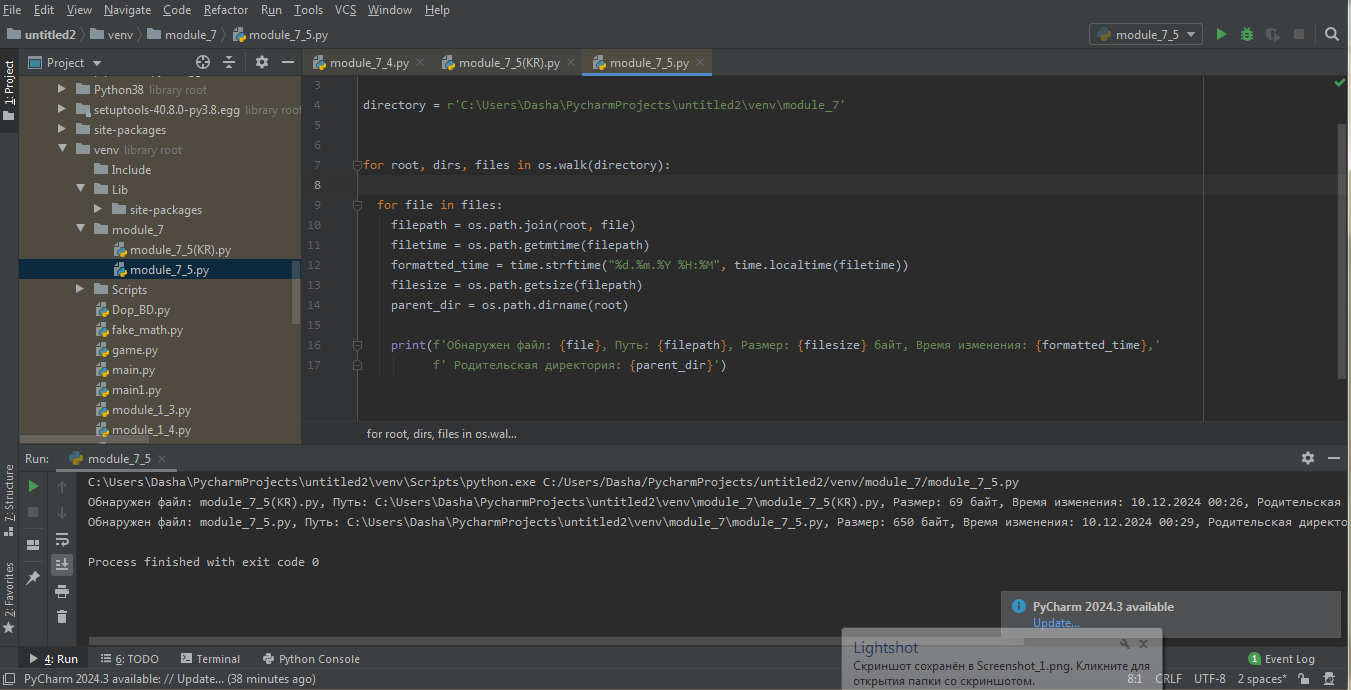 File Edit View Navigate Code Refactor Run Tools VCS Window Help
untitled2 venv module_7 module_7_5.py module_7_5
1: Project
Project
module_7_4.py module_7_5(KR).py module_7_5.py
Python38 library root
setuptools-40.8.0-py3.8.egg library root
site-packages
venv library root
Include
Lib
site-packages
module_7
module_7_5(KR).py
module_7_5.py
Scripts
Dop_BD.py
fake_math.py
game.py
main.py
main1.py
module_1_3.py
module_1_4.py
3
4 directory = r'C:\Users\Dasha\PycharmProjects\untitled2\venv\module_7'
5
6
7 for root, dirs, files in os.walk(directory):
8
9 for file in files:
10 filepath = os.path.join(root, file)
11 filetime = os.path.getmtime(filepath)
12 formatted_time = time.strftime("%d.%m.%Y %H:%M", time.localtime(filetime))
13 filesize = os.path.getsize(filepath)
14 parent_dir = os.path.dirname(root)
15
16 print(f'Обнаружен файл: {file}, Путь: {filepath}, Размер: {filesize} байт, Время изменения: {formatted_time},'
17 f' Родительская директория: {parent_dir}')
for root, dirs, files in os.wal...
Run: module_7_5
C:\Users\Dasha\PycharmProjects\untitled2\venv\Scripts\python.exe C:/Users/Dasha/PycharmProjects/untitled2/venv/module_7/module_7_5.py
Обнаружен файл: module_7_5(KR).py, Путь: C:\Users\Dasha\PycharmProjects\untitled2\venv\module_7\module_7_5(KR).py, Размер: 69 байт, Время изменения: 10.12.2024 00:26, Родительская
Обнаружен файл: module_7_5.py, Путь: C:\Users\Dasha\PycharmProjects\untitled2\venv\module_7\module_7_5.py, Размер: 650 байт, Время изменения: 10.12.2024 00:29, Родительская директо
Process finished with exit code 0
7: Structure
2: Favorites
PyCharm 2024.3 available
Update...
Lightshot
Скриншот сохранён в Screenshot_1.png. Кликните для
открытия папки со скриншотом.
4: Run 6: TODO Terminal Python Console 1 Event Log
PyCharm 2024.3 available: // Update... (38 minutes ago) 8:1 CRLF UTF-8 2 spaces*